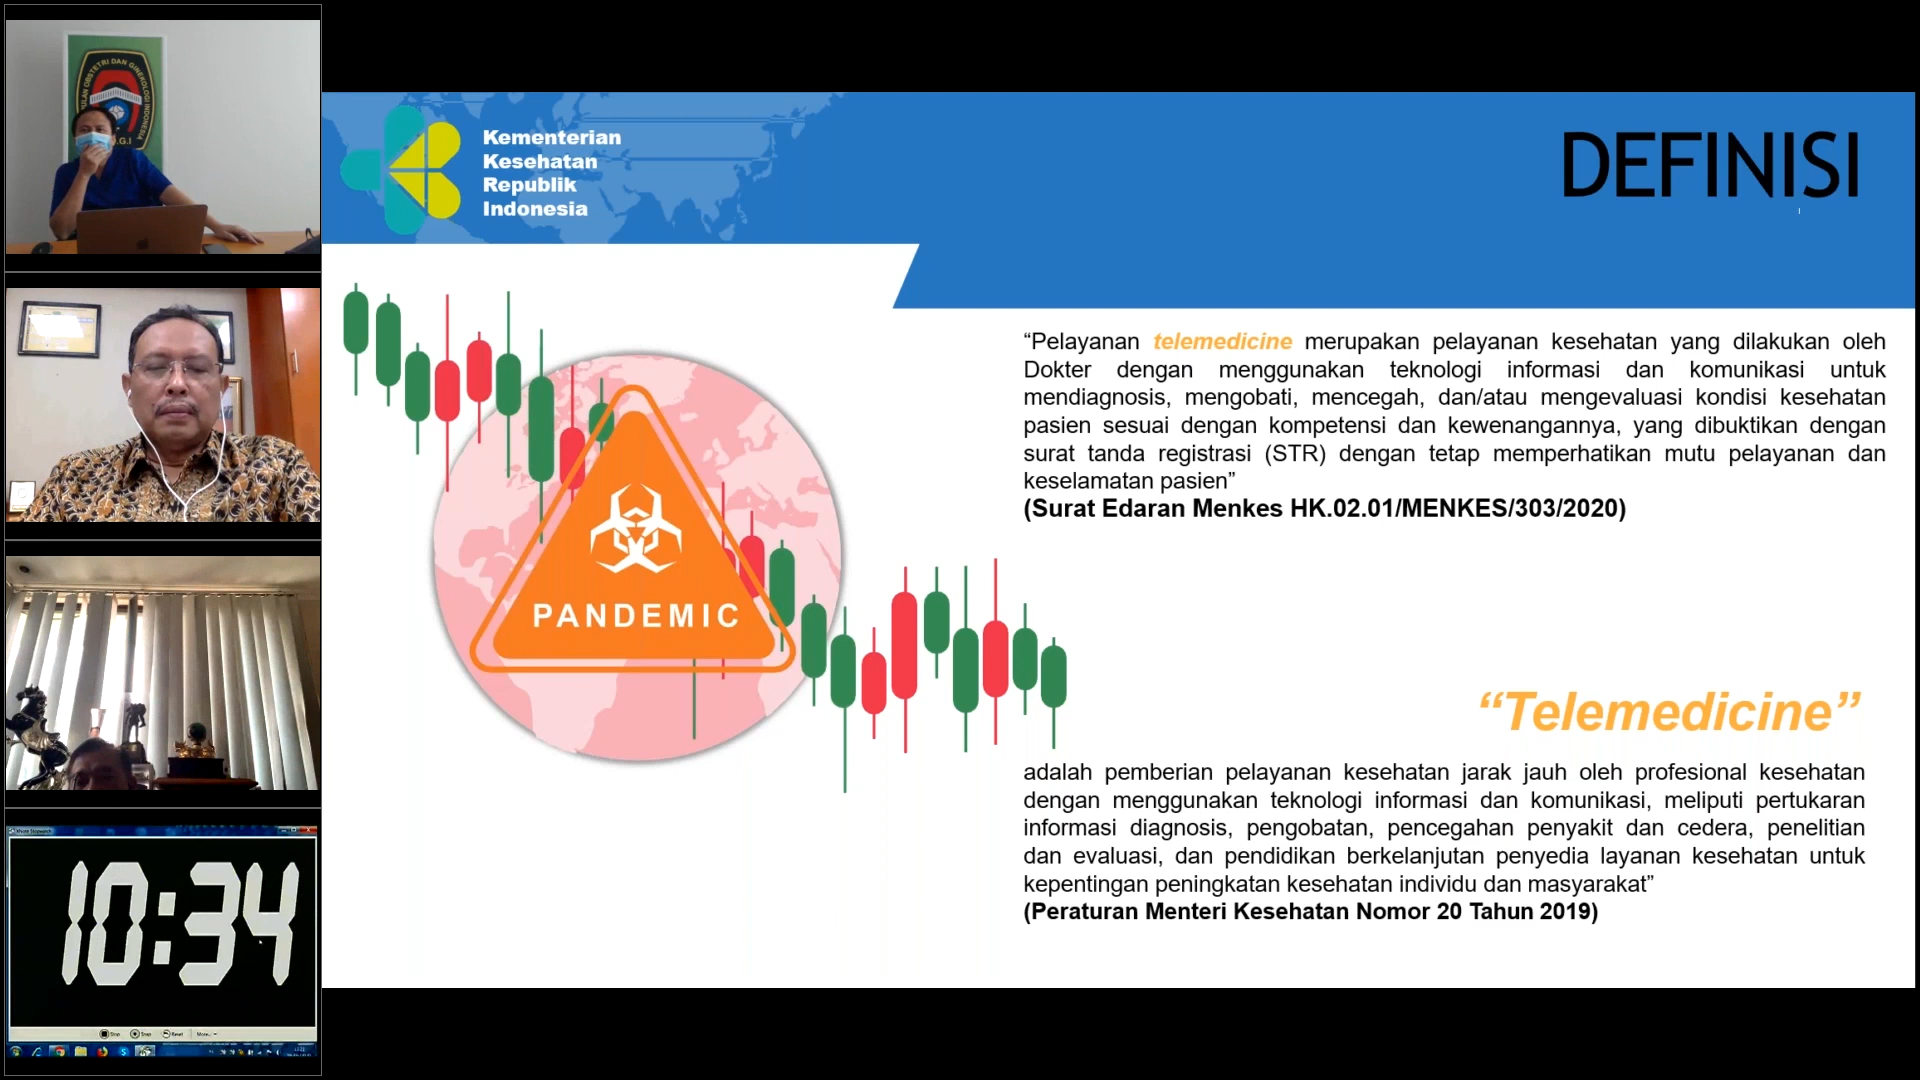 KUMPULAN OBSTETRI DAN GINEKOLOGI INDONESIA
10:34
Kementerian
Kesehatan
Republik
Indonesia
DEFINISI
PANDEMIC
“Pelayanan telemedicine merupakan pelayanan kesehatan yang dilakukan oleh
Dokter dengan menggunakan teknologi informasi dan komunikasi untuk
mendiagnosis, mengobati, mencegah, dan/atau mengevaluasi kondisi kesehatan
pasien sesuai dengan kompetensi dan kewenangannya, yang dibuktikan dengan
surat tanda registrasi (STR) dengan tetap memperhatikan mutu pelayanan dan
keselamatan pasien”
(Surat Edaran Menkes HK.02.01/MENKES/303/2020)
“Telemedicine”
adalah pemberian pelayanan kesehatan jarak jauh oleh profesional kesehatan
dengan menggunakan teknologi informasi dan komunikasi, meliputi pertukaran
informasi diagnosis, pengobatan, pencegahan penyakit dan cedera, penelitian
dan evaluasi, dan pendidikan berkelanjutan penyedia layanan kesehatan untuk
kepentingan peningkatan kesehatan individu dan masyarakat”
(Peraturan Menteri Kesehatan Nomor 20 Tahun 2019)